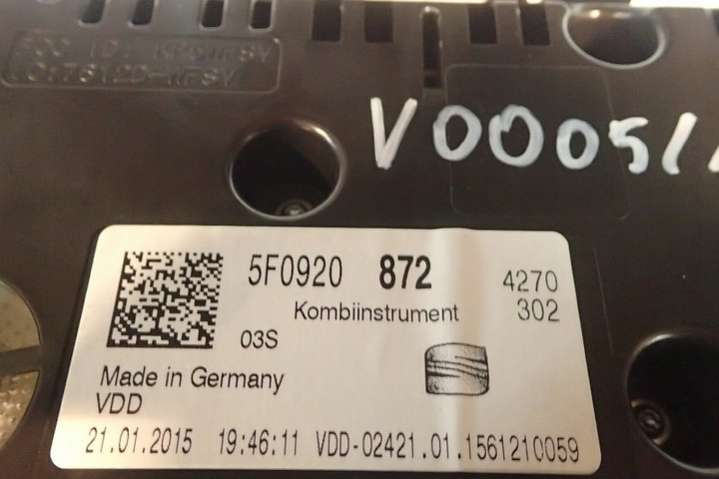 V00051
5F0920 872 4270
Kombiinstrument 302
03S
Made in Germany
VDD
21.01.2015 19:46:11 VDD-02421.01.1561210059